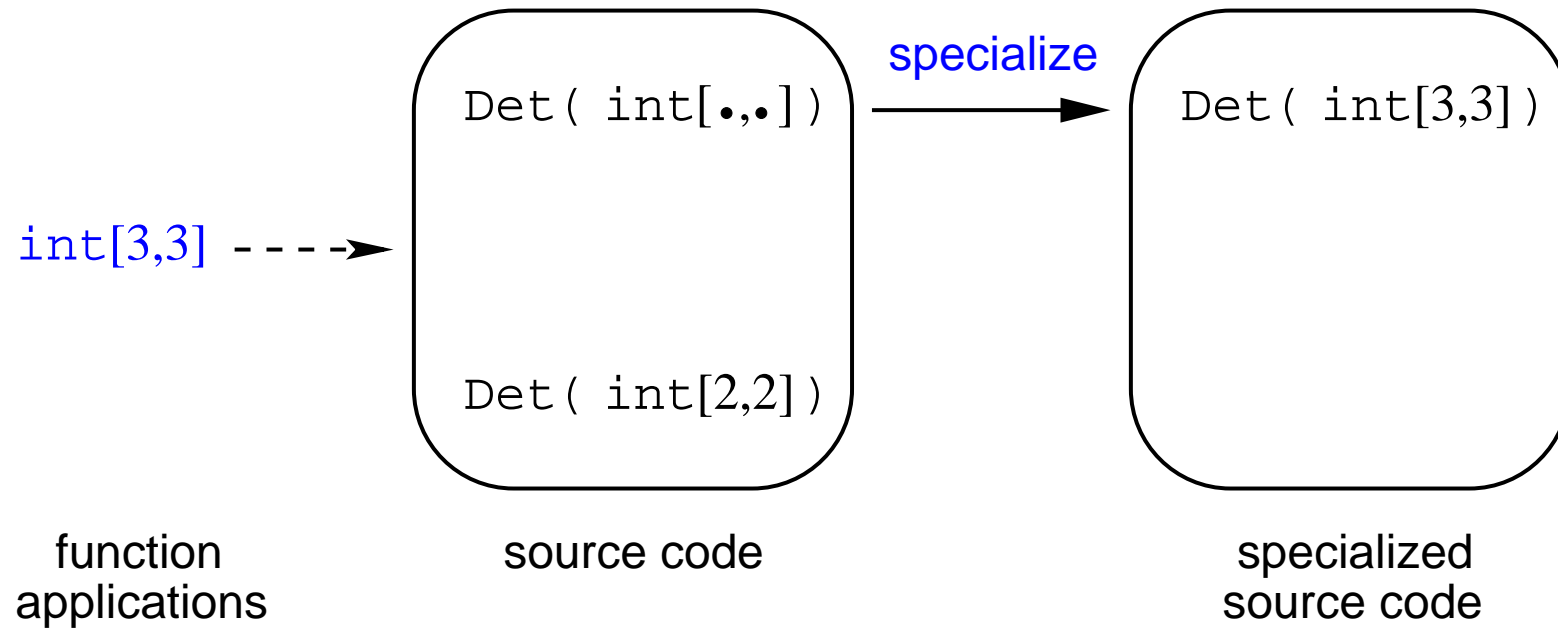 specialize
Det( int[•,•])
Det( int[3,3])
int[3,3]
Det( int[2,2])
function
applications
source code
specialized
source code